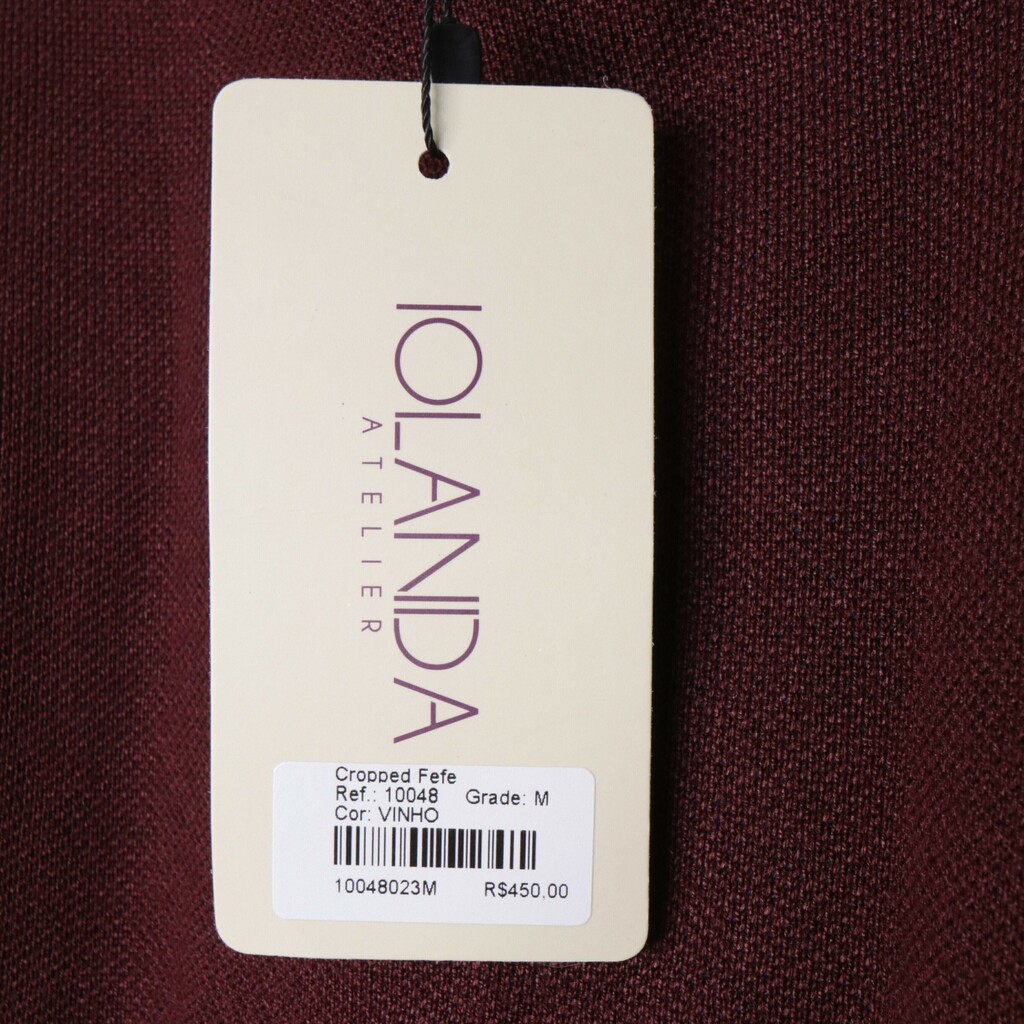 IOLANDA
ATELIER
Cropped Fefe
Ref.: 10048 Grade: M
Cor: VINHO
10048023M R$450,00